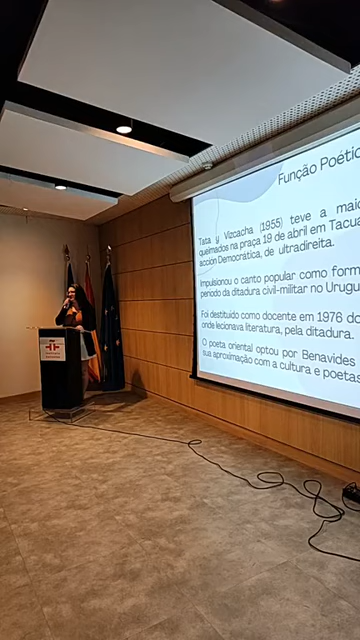 Função Poétic
Tata y Vizcacha (1955) teve a maio
queimados na praça 19 de abril em Tacua
acción Democrática, de ultradireita.
Impulsionou o canto popular como form
periodo da ditadura civil-militar no Urugu
Foi destituído como docente em 1976 do
onde lecionava literatura, pela ditadura.
O poeta oriental optou por Benavides
sua aproximação com a cultura e poetas